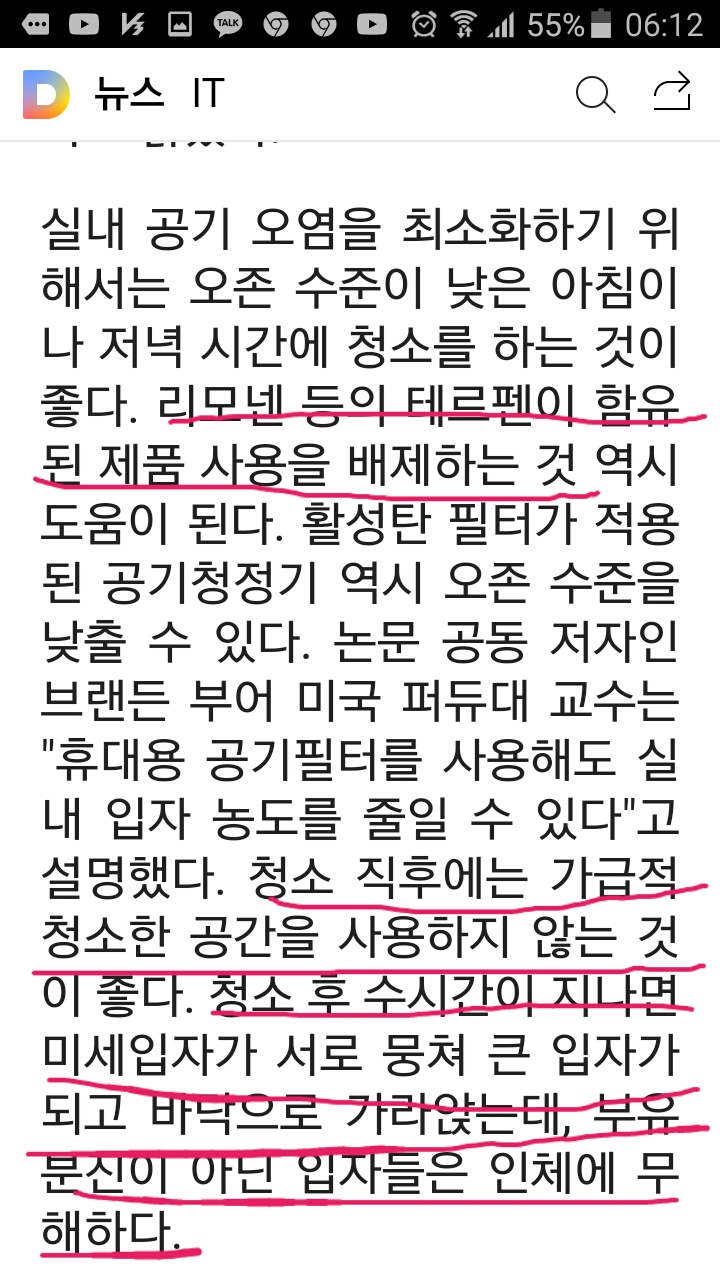 TALK 55% 06:12
D 뉴스 IT
실내 공기 오염을 최소화하기 위
해서는 오존 수준이 낮은 아침이
나 저녁 시간에 청소를 하는 것이
좋다. 리모넨 등의 테르펜이 함유
된 제품 사용을 배제하는 것 역시
도움이 된다. 활성탄 필터가 적용
된 공기청정기 역시 오존 수준을
낮출 수 있다. 논문 공동 저자인
브랜든 부어 미국 퍼듀대 교수는
"휴대용 공기필터를 사용해도 실
내 입자 농도를 줄일 수 있다"고
설명했다. 청소 직후에는 가급적
청소한 공간을 사용하지 않는 것
이 좋다. 청소 후 수시간이 지나면
미세입자가 서로 뭉쳐 큰 입자가
되고 바닥으로 가라앉는데, 부유
분진이 아닌 입자들은 인체에 무
해하다.